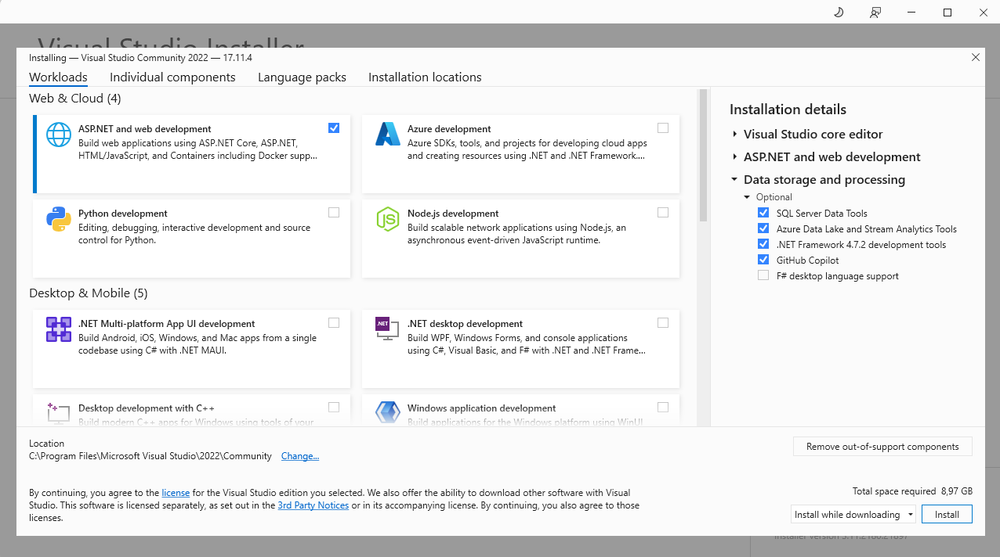 Visual Studio Installer
Installing — Visual Studio Community 2022 — 17.11.4
Workloads
Individual components
Language packs
Installation locations
Web & Cloud (4)
ASP.NET and web development
Build web applications using ASP.NET Core, ASP.NET,
HTML/JavaScript, and Containers including Docker supp...
Azure development
Azure SDKs, tools, and projects for developing cloud apps
and creating resources using .NET and .NET Framework....
Python development
Editing, debugging, interactive development and source
control for Python.
JS
Node.js development
Build scalable network applications using Node.js, an
asynchronous event-driven JavaScript runtime.
Desktop & Mobile (5)
.NET Multi-platform App UI development
Build Android, iOS, Windows, and Mac apps from a single
codebase using C# with .NET MAUI.
.NET
.NET desktop development
Build WPF, Windows Forms, and console applications
using C#, Visual Basic, and F# with .NET and .NET Frame...
Desktop development with C++
Build modern C++ apps for Windows using tools of your
Windows application development
Build applications for the Windows platform using WinUI
Installation details
Visual Studio core editor
ASP.NET and web development
Data storage and processing
Optional
SQL Server Data Tools
Azure Data Lake and Stream Analytics Tools
.NET Framework 4.7.2 development tools
GitHub Copilot
F# desktop language support
Location
C:\Program Files\Microsoft Visual Studio\2022\Community Change...
Remove out-of-support components
By continuing, you agree to the license for the Visual Studio edition you selected. We also offer the ability to download other software with Visual
Studio. This software is licensed separately, as set out in the 3rd Party Notices or in its accompanying license. By continuing, you also agree to those
licenses.
Total space required 8,97 GB
Install while downloading
Install